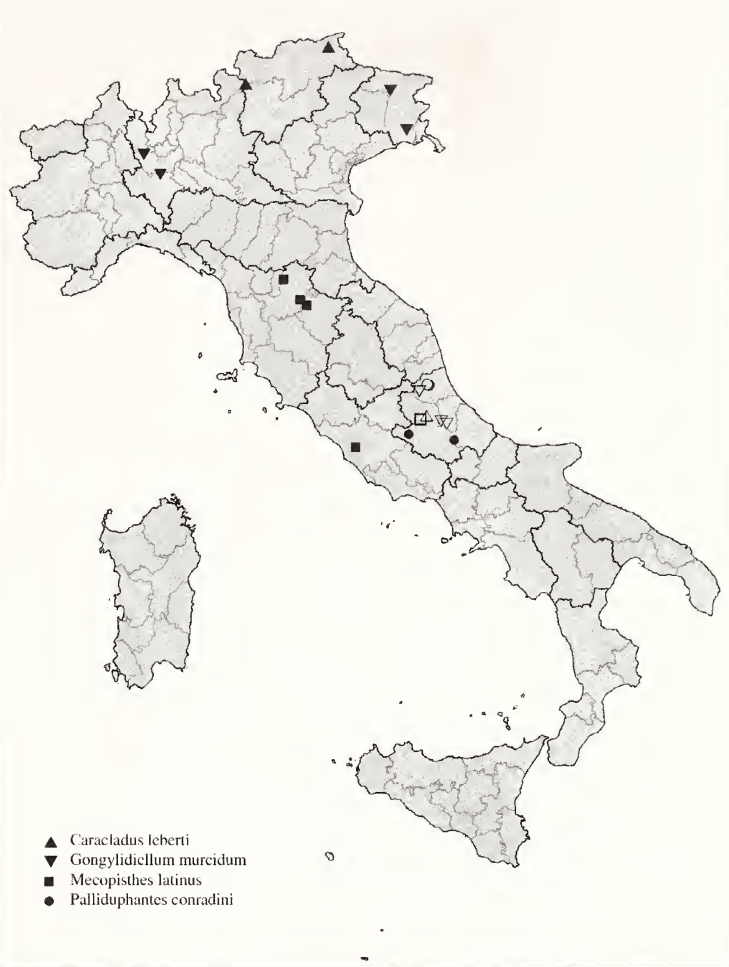 Caracladus leberti
Gongylidiellum murcidum
Mecopisthes latinus
Palliduphantes conradini